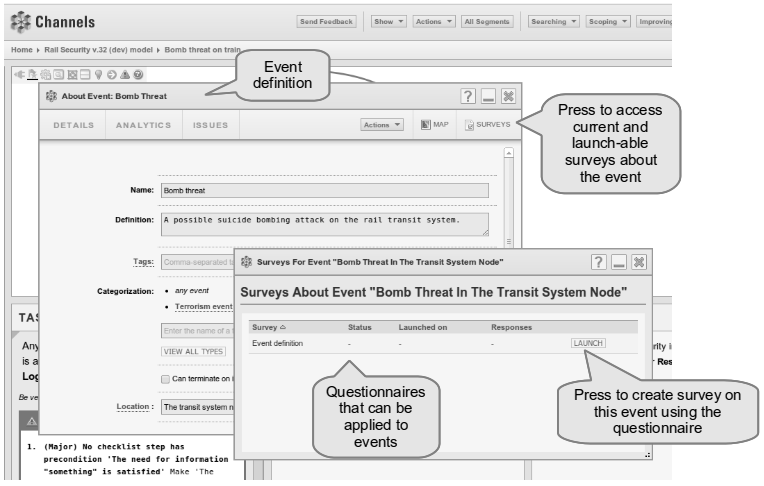 Channels
Send Feedback
Show
Actions
All Segments
Searching
Scoping
Improving
Home
Rail Security v.32 (dev) model
Bomb threat on train
Event
definition
About Event: Bomb Threat
?
DETAILS
ANALYTICS
ISSUES
Actions
MAP
SURVEYS
Press to access
current and
launch-able
surveys about
the event
Name:
Bomb threat
Definition:
A possible suicide bombing attack on the rail transit system.
Tags:
Comma-separated
Categorization:
• any event
• Terrorism event
Enter the name of a
VIEW ALL TYPES
Can terminate on
Location :
The transit system
Surveys For Event "Bomb Threat In The Transit System Node"
?
Surveys About Event "Bomb Threat In The Transit System Node"
Survey
Status
Launched on
Responses
Event definition
-
-
-
LAUNCH
Questionnaires
that can be
applied to
events
Press to create survey on
this event using the
questionnaire
Any
is a
Log
Be ve
1. (Major) No checklist step has
precondition 'The need for information
"something" is satisfied' Make 'The